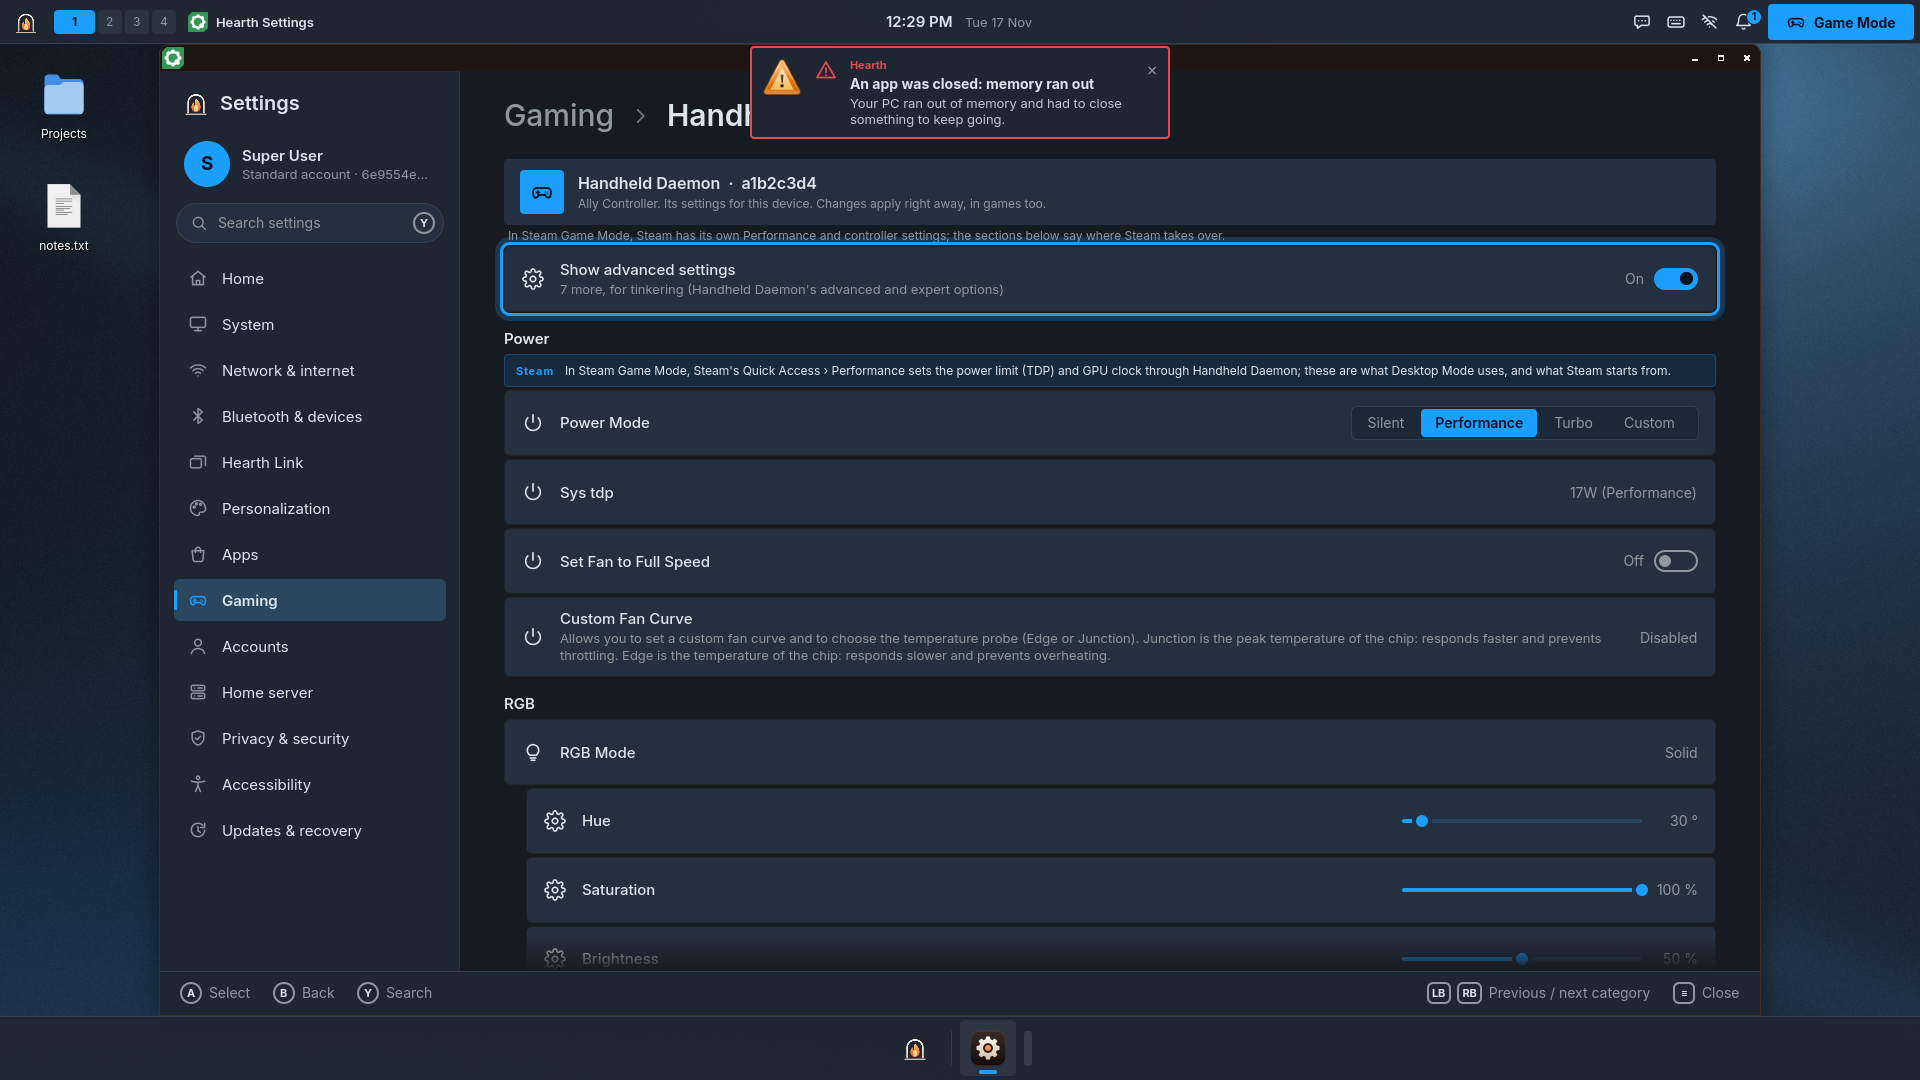 1 2 3 4 Hearth Settings
12:29 PM Tue 17 Nov
1
Game Mode
Projects
notes.txt
Hearth
An app was closed: memory ran out
Your PC ran out of memory and had to close
something to keep going.
Settings
S
Super User
Standard account · 6e9554e...
Search settings Y
Home
System
Network & internet
Bluetooth & devices
Hearth Link
Personalization
Apps
Gaming
Accounts
Home server
Privacy & security
Accessibility
Updates & recovery
Gaming
Handheld Daemon · a1b2c3d4
Ally Controller. Its settings for this device. Changes apply right away, in games too.
In Steam Game Mode, Steam has its own Performance and controller settings; the sections below say where Steam takes over.
Show advanced settings
7 more, for tinkering (Handheld Daemon's advanced and expert options)
On
Power
Steam In Steam Game Mode, Steam's Quick Access › Performance sets the power limit (TDP) and GPU clock through Handheld Daemon; these are what Desktop Mode uses, and what Steam starts from.
Power Mode Silent Performance Turbo Custom
Sys tdp 17W (Performance)
Set Fan to Full Speed Off
Custom Fan Curve
Allows you to set a custom fan curve and to choose the temperature probe (Edge or Junction). Junction is the peak temperature of the chip: responds faster and prevents
throttling. Edge is the temperature of the chip: responds slower and prevents overheating.
Disabled
RGB
RGB Mode Solid
Hue 30 °
Saturation 100 %
Brightness 50 %
A Select B Back Y Search
LB RB Previous / next category Close